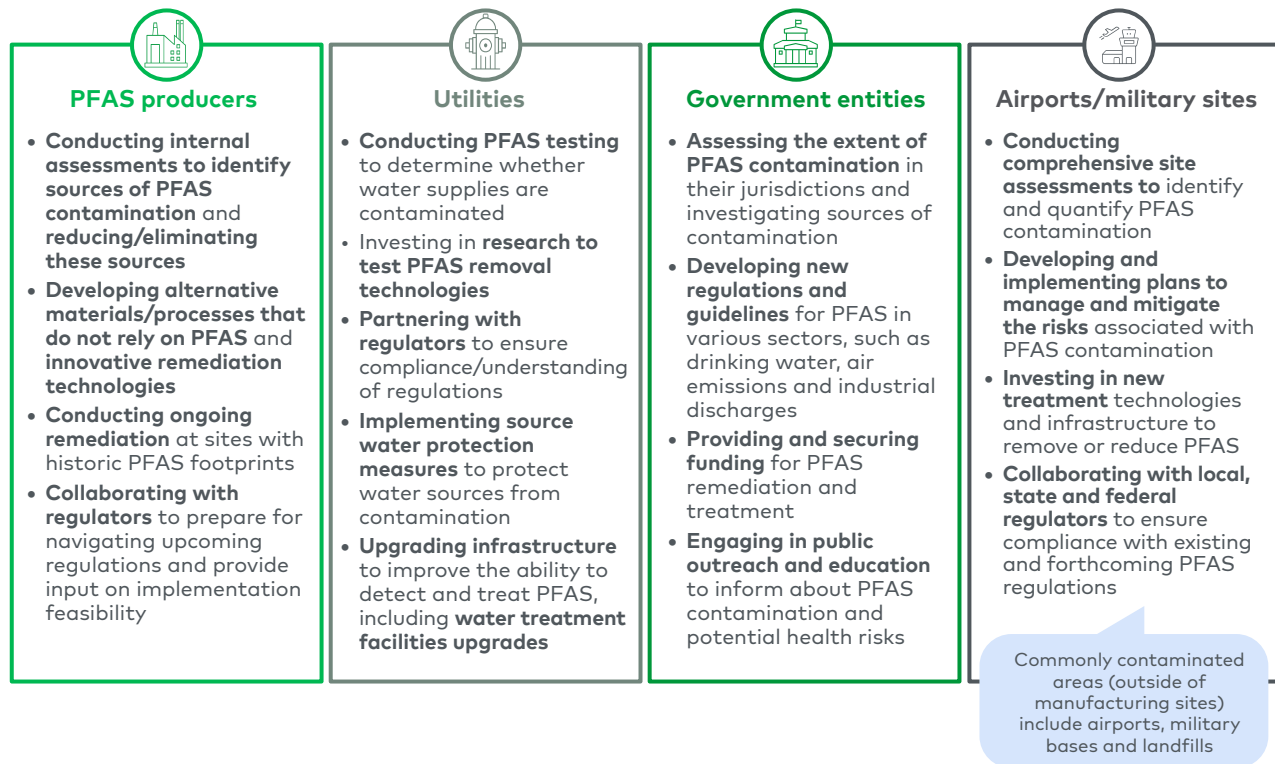 PFAS producers
• Conducting internal
assessments to identify
sources of PFAS
contamination and
reducing/eliminating
these sources
• Developing alternative
materials/processes that
do not rely on PFAS and
innovative remediation
technologies
• Conducting ongoing
remediation at sites with
historic PFAS footprints
• Collaborating with
regulators to prepare for
navigating upcoming
regulations and provide
input on implementation
feasibility
Utilities
• Conducting PFAS testing
to determine whether
water supplies are
contaminated
• Investing in research to
test PFAS removal
technologies
• Partnering with
regulators to ensure
compliance/understanding
of regulations
• Implementing source
water protection
measures to protect
water sources from
contamination
• Upgrading infrastructure
to improve the ability to
detect and treat PFAS,
including water treatment
facilities upgrades
Government entities
• Assessing the extent of
PFAS contamination in
their jurisdictions and
investigating sources of
contamination
• Developing new
regulations and
guidelines for PFAS in
various sectors, such as
drinking water, air
emissions and industrial
discharges
• Providing and securing
funding for PFAS
remediation and
treatment
• Engaging in public
outreach and education
to inform about PFAS
contamination and
potential health risks
Airports/military sites
• Conducting
comprehensive site
assessments to identify
and quantify PFAS
contamination
• Developing and
implementing plans to
manage and mitigate
the risks associated with
PFAS contamination
• Investing in new
treatment technologies
and infrastructure to
remove or reduce PFAS
• Collaborating with local,
state and federal
regulators to ensure
compliance with existing
and forthcoming PFAS
regulations
Commonly contaminated
areas (outside of
manufacturing sites)
include airports, military
bases and landfills